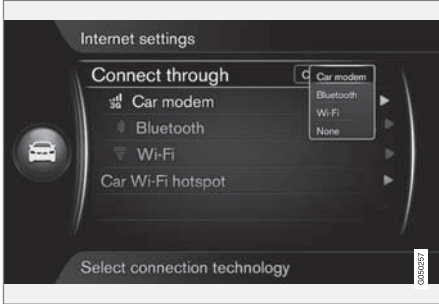 Internet settings
Connect through
C
Car modem
Bluetooth
Wi-Fi
None
3G Car modem
Bluetooth
Wi-Fi
Car Wi-Fi hotspot
Select connection technology
G050257